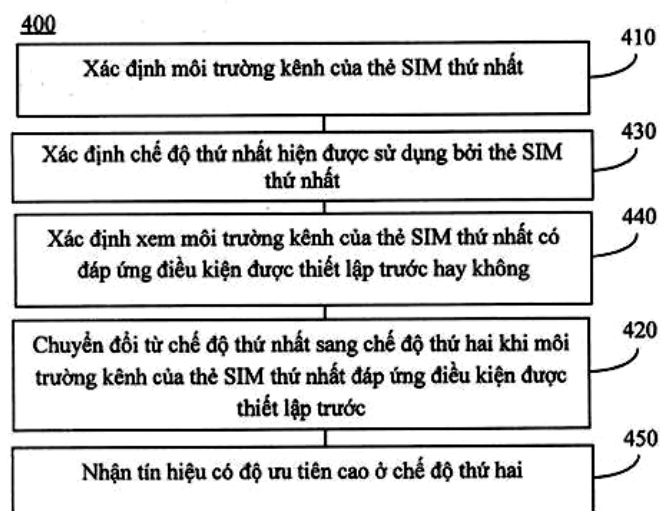 400
410
Xác định môi trường kênh của thẻ SIM thứ nhất
430
Xác định chế độ thứ nhất hiện được sử dụng bởi thẻ SIM
thứ nhất
440
Xác định xem môi trường kênh của thẻ SIM thứ nhất có
đáp ứng điều kiện được thiết lập trước hay không
420
Chuyển đổi từ chế độ thứ nhất sang chế độ thứ hai khi môi
trường kênh của thẻ SIM thứ nhất đáp ứng điều kiện được
thiết lập trước
450
Nhận tín hiệu có độ ưu tiên cao ở chế độ thứ hai